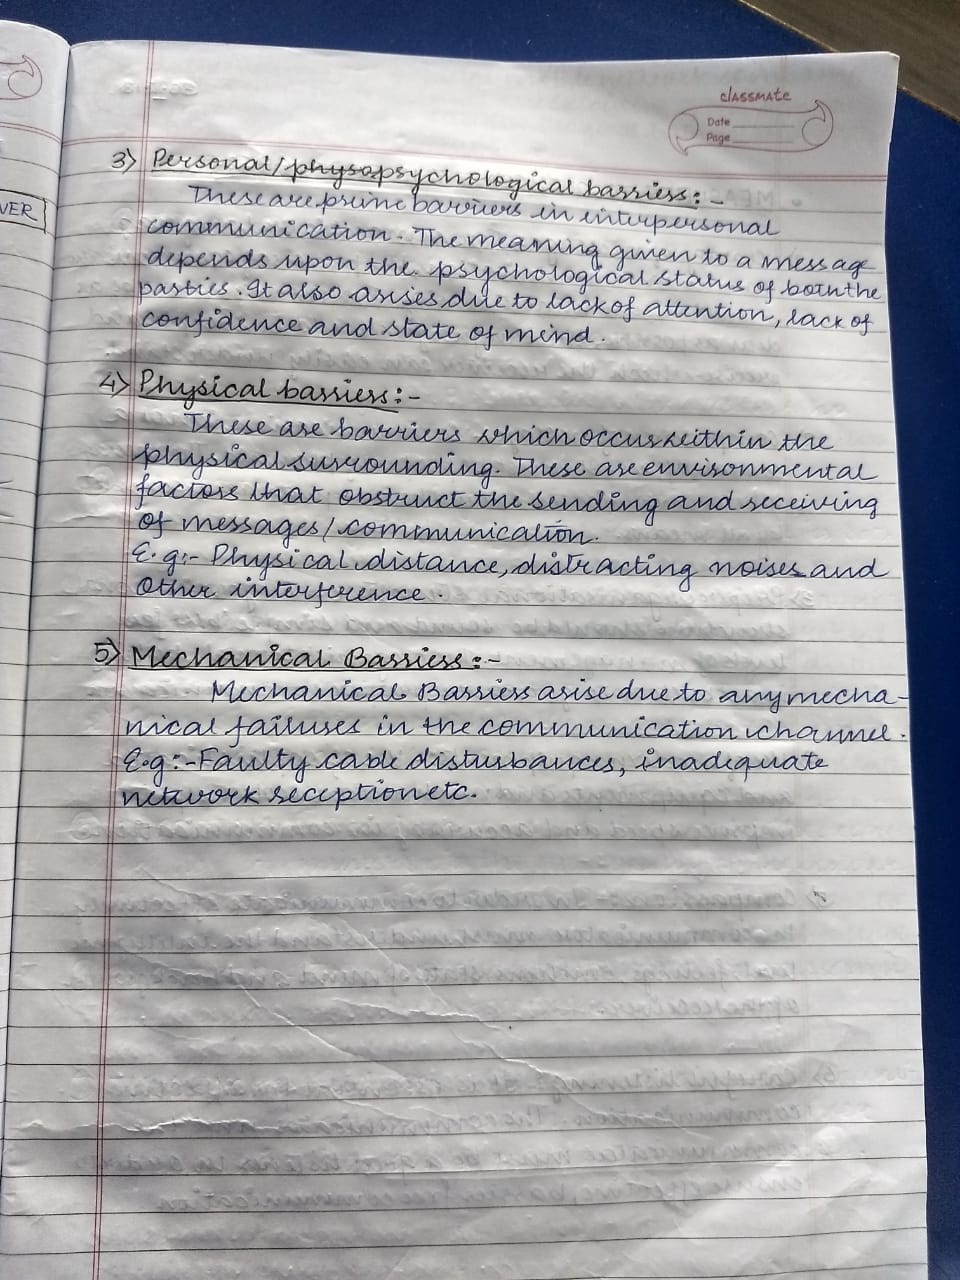 classmate
Date
Page
VER
3) Personal/physopsychological barriers:-
These are prime barriers in interpersonal
communication. The meaning given to a message
depends upon the psychological status of both the
parties. It also arises due to lack of attention, lack of
confidence and state of mind.
4) Physical barriers:-
These are barriers which occur within the
physical surrounding. These are environmental
factors that obstruct the sending and receiving
of messages/communication.
E.g:- Physical distance, distracting noises and
other interference.
5) Mechanical Barriers:-
Mechanical Barriers arise due to any mecha-
nical failures in the communication channel.
E.g:- Faulty cable disturbances, inadequate
network reception etc.